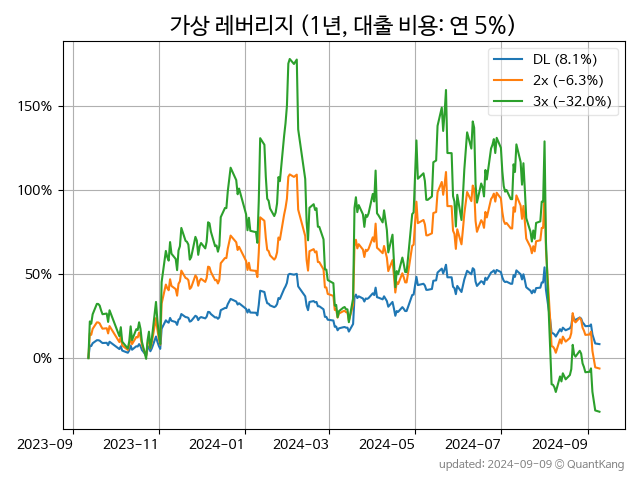 가상 레버리지 (1년, 대출 비용: 연 5%)
DL (8.1%)
2x (−6.3%)
3x (−32.0%)
150%
100%
50%
0%
2023-09
2023-11
2024-01
2024-03
2024-05
2024-07
2024-09
updated: 2024-09-09 © QuantKang